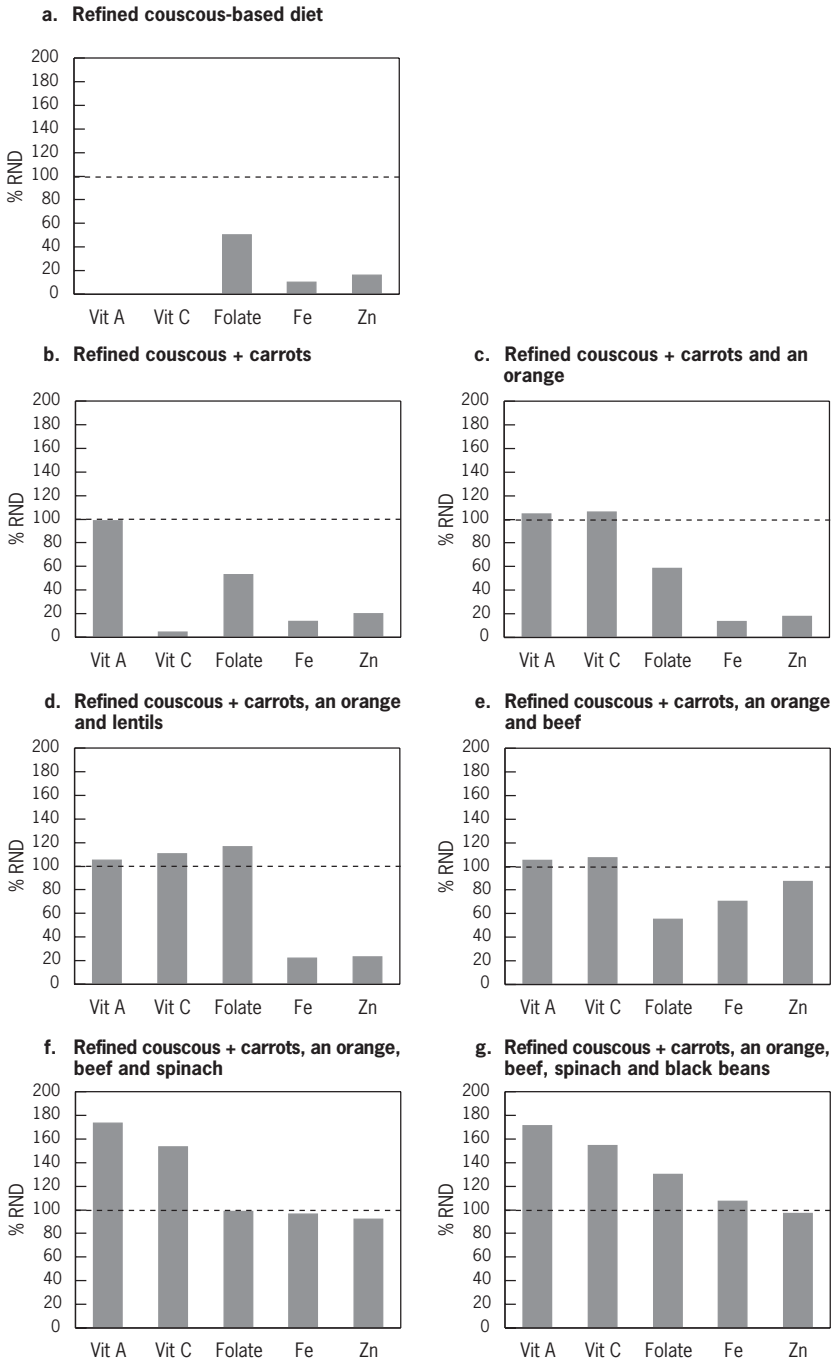 a. Refined couscous-based diet
200
180
160
140
120
100
80
60
40
20
0
% RND
Vit A Vit C Folate Fe Zn
b. Refined couscous + carrots
200
180
160
140
120
100
80
60
40
20
0
% RND
Vit A Vit C Folate Fe Zn
c. Refined couscous + carrots and an
orange
200
180
160
140
120
100
80
60
40
20
0
% RND
Vit A Vit C Folate Fe Zn
d. Refined couscous + carrots, an orange
and lentils
200
180
160
140
120
100
80
60
40
20
0
% RND
Vit A Vit C Folate Fe Zn
e. Refined couscous + carrots, an orange
and beef
200
180
160
140
120
100
80
60
40
20
0
% RND
Vit A Vit C Folate Fe Zn
f. Refined couscous + carrots, an orange,
beef and spinach
200
180
160
140
120
100
80
60
40
20
0
% RND
Vit A Vit C Folate Fe Zn
g. Refined couscous + carrots, an orange,
beef, spinach and black beans
200
180
160
140
120
100
80
60
40
20
0
% RND
Vit A Vit C Folate Fe Zn